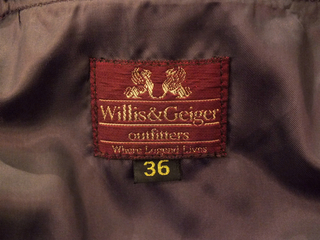 Willis&Geiger
outfitters
Where Legend Lives
36